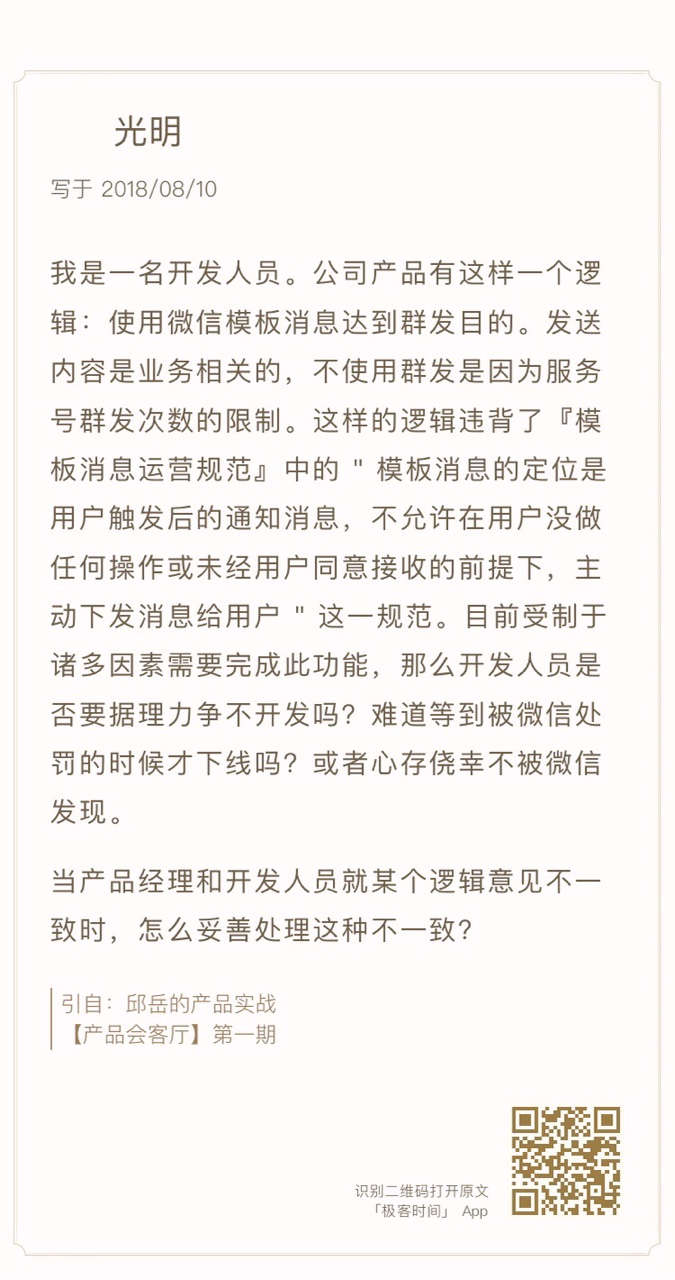 光明
写于 2018/08/10
我是一名开发人员。公司产品有这样一个逻
辑：使用微信模板消息达到群发目的。发送
内容是业务相关的，不使用群发是因为服务
号群发次数的限制。这样的逻辑违背了『模
板消息运营规范』中的 " 模板消息的定位是
用户触发后的通知消息，不允许在用户没做
任何操作或未经用户同意接收的前提下，主
动下发消息给用户 " 这一规范。目前受制于
诸多因素需要完成此功能，那么开发人员是
否要据理力争不开发吗？难道等到被微信处
罚的时候才下线吗？或者心存侥幸不被微信
发现。
当产品经理和开发人员就某个逻辑意见不一
致时，怎么妥善处理这种不一致？
引自：邱岳的产品实战
【产品会客厅】第一期
识别二维码打开原文
「极客时间」 App